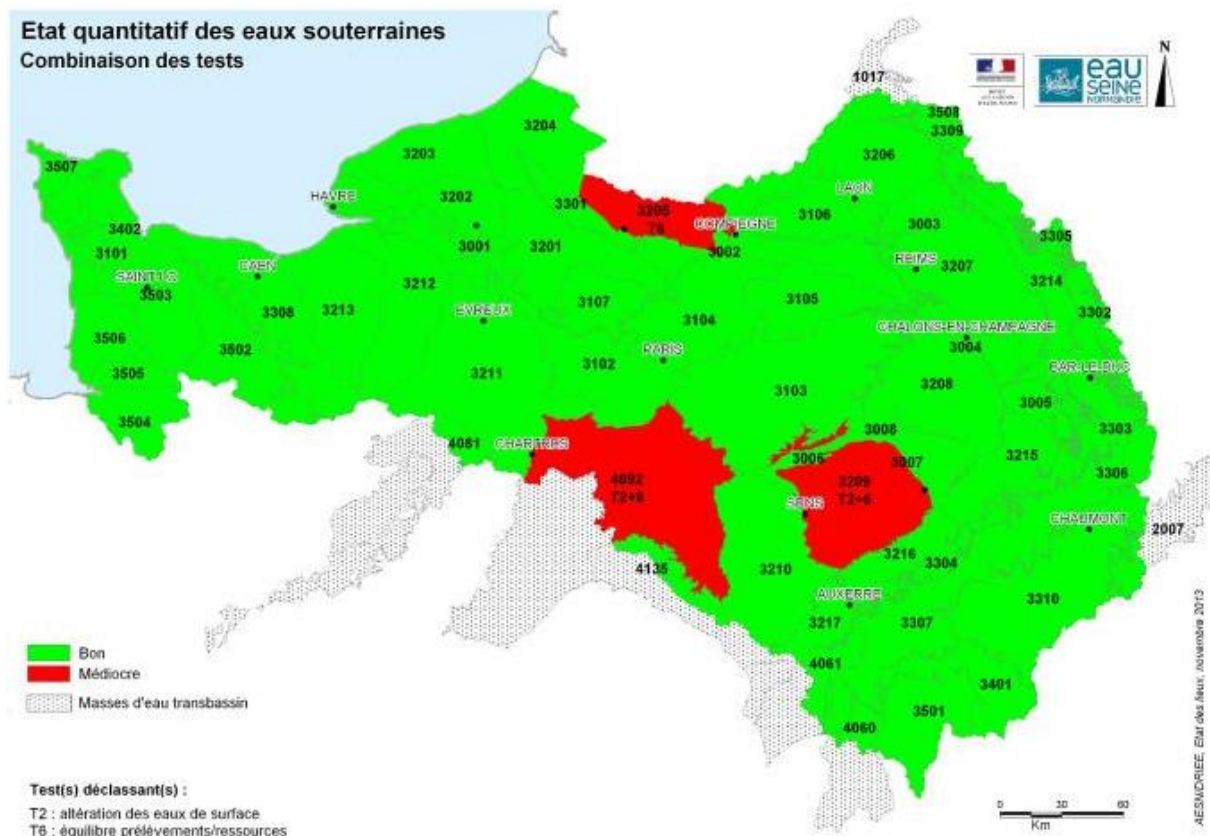 Etat quantitatif des eaux souterraines
Combinaison des tests
N
eau
SEINE
NORMANDIE
1017
3508
3309
3204
3203
3206
3507
LAON
HAVRE
3202
3205
T6
3301
3106
COMPIEGNE
3003
3402
3001
3201
3002
3305
3101
CAEN
REIMS
3207
SAINT-LO
3503
3212
3214
3308
3213
3107
3105
3302
EVREUX
3104
CHALONS-EN-CHAMPAGNE
3506
3004
3502
PARIS
3102
BAR-LE-DUC
3505
3211
3103
3208
3005
3504
3008
3303
4081
CHARTRES
3006
3007
3215
3306
4092
T2+6
3209
T2+6
SENS
CHAUMONT
2007
3216
4135
3210
3304
AUXERRE
3310
3217
3307
4061
3401
3501
4060
Bon
Médiocre
Masses d'eau transbassin
Test(s) déclassant(s) :
T2 : altération des eaux de surface
T6 : équilibre prélèvements/ressources
0 30 60
Km
AESN/DRIEE, Etat des lieux, novembre 2013